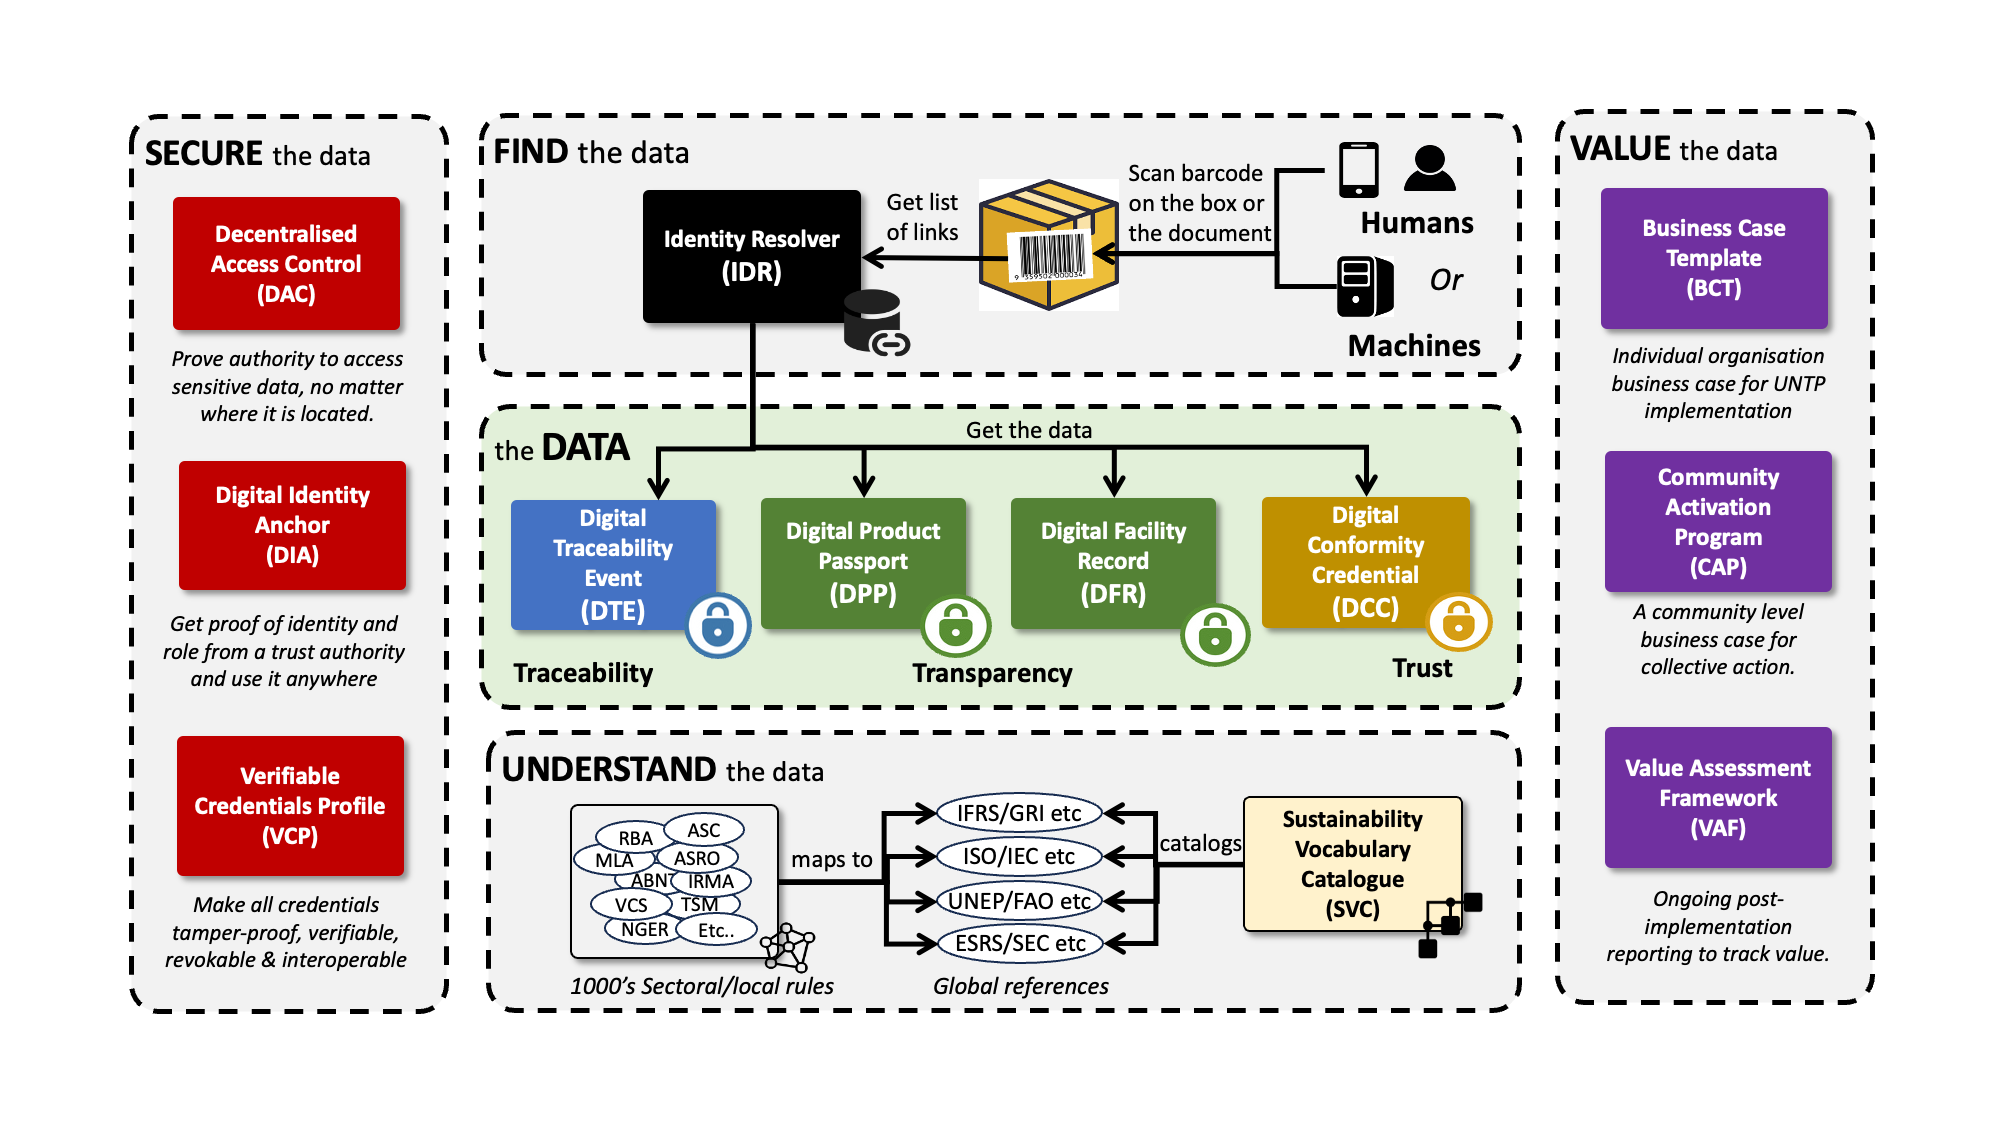 SECURE the data
Decentralised
Access Control
(DAC)
Prove authority to access
sensitive data, no matter
where it is located.
Digital Identity
Anchor
(DIA)
Get proof of identity and
role from a trust authority
and use it anywhere
Verifiable
Credentials Profile
(VCP)
Make all credentials
tamper-proof, verifiable,
revokable & interoperable
FIND the data
Identity Resolver
(IDR)
Get list
of links
9 359502 000034
Scan barcode
on the box or
the document
Humans
Or
Machines
the DATA
Get the data
Digital
Traceability
Event
(DTE)
Digital Product
Passport
(DPP)
Digital Facility
Record
(DFR)
Digital
Conformity
Credential
(DCC)
Traceability
Transparency
Trust
UNDERSTAND the data
RBA
ASC
MLA
ASRO
ABNT
IRMA
VCS
TSM
NGER
Etc..
1000's Sectoral/local rules
maps to
IFRS/GRI etc
ISO/IEC etc
UNEP/FAO etc
ESRS/SEC etc
Global references
catalogs
Sustainability
Vocabulary
Catalogue
(SVC)
VALUE the data
Business Case
Template
(BCT)
Individual organisation
business case for UNTP
implementation
Community
Activation
Program
(CAP)
A community level
business case for
collective action.
Value Assessment
Framework
(VAF)
Ongoing post-
implementation
reporting to track value.